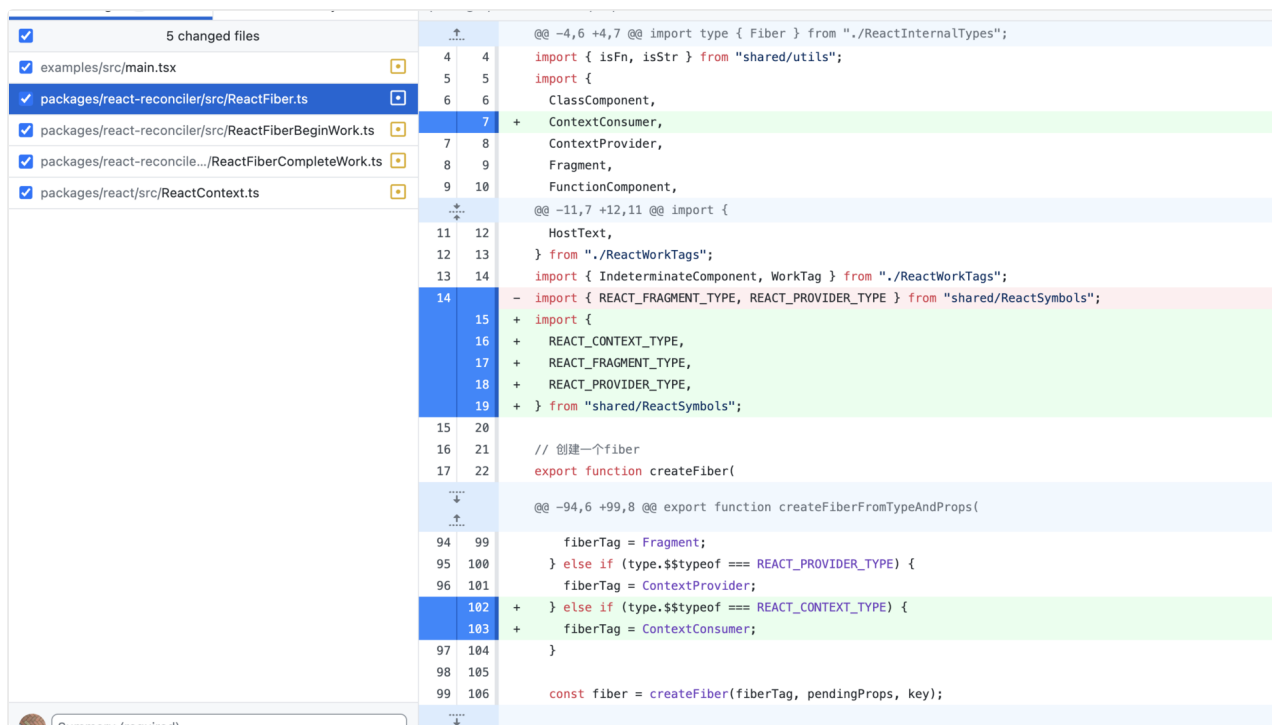 5 changed files
examples/src/main.tsx
packages/react-reconciler/src/ReactFiber.ts
packages/react-reconciler/src/ReactFiberBeginWork.ts
packages/react-reconcile.../ReactFiberCompleteWork.ts
packages/react/src/ReactContext.ts
@@ -4,6 +4,7 @@ import type { Fiber } from "./ReactInternalTypes";
4 4 import { isFn, isStr } from "shared/utils";
5 5 import {
6 6 ClassComponent,
7 + ContextConsumer,
7 8 ContextProvider,
8 9 Fragment,
9 10 FunctionComponent,
@@ -11,7 +12,11 @@ import {
11 12 HostText,
12 13 } from "./ReactWorkTags";
13 14 import { IndeterminateComponent, WorkTag } from "./ReactWorkTags";
14 - import { REACT_FRAGMENT_TYPE, REACT_PROVIDER_TYPE } from "shared/ReactSymbols";
15 + import {
16 + REACT_CONTEXT_TYPE,
17 + REACT_FRAGMENT_TYPE,
18 + REACT_PROVIDER_TYPE,
19 + } from "shared/ReactSymbols";
15 20
16 21 // 创建一个fiber
17 22 export function createFiber(
@@ -94,6 +99,8 @@ export function createFiberFromTypeAndProps(
94 99 fiberTag = Fragment;
95 100 } else if (type.$$typeof === REACT_PROVIDER_TYPE) {
96 101 fiberTag = ContextProvider;
102 + } else if (type.$$typeof === REACT_CONTEXT_TYPE) {
103 + fiberTag = ContextConsumer;
97 104 }
98 105
99 106 const fiber = createFiber(fiberTag, pendingProps, key);